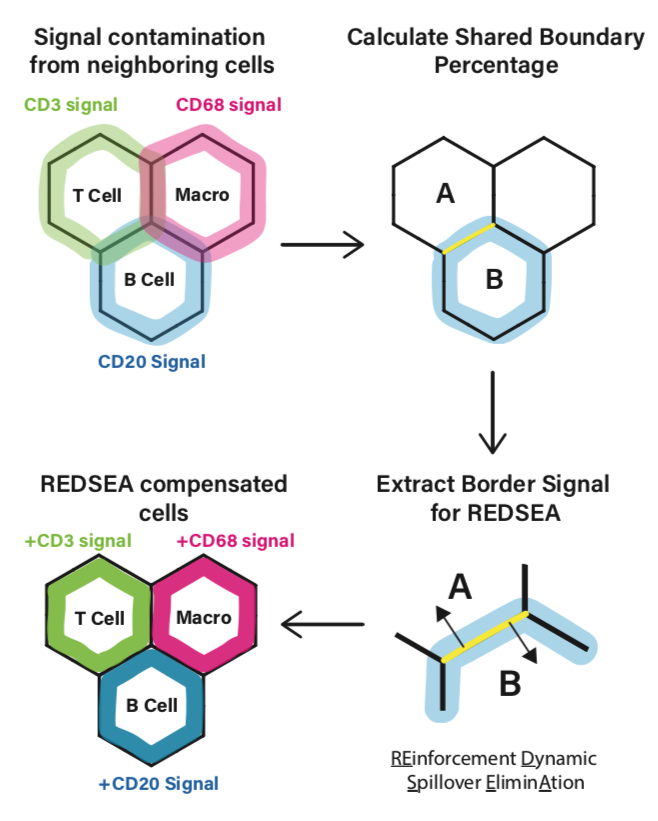 Signal contamination
from neighboring cells
CD3 signal
CD68 signal
T Cell
Macro
B Cell
CD20 Signal
Calculate Shared Boundary
Percentage
A
B
Extract Border Signal
for REDSEA
A
B
REinforcement Dynamic
Spillover EliminAtion
REDSEA compensated
cells
+CD3 signal
+CD68 signal
T Cell
Macro
B Cell
+CD20 Signal